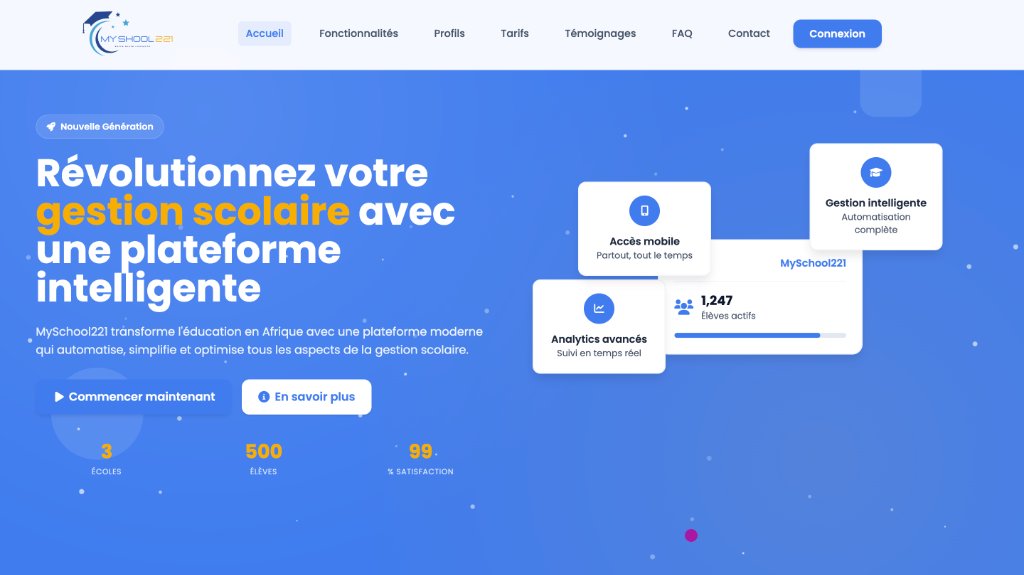 MYSHOOL 221
Accueil
Fonctionnalités
Profils
Tarifs
Témoignages
FAQ
Contact
Connexion
Nouvelle Génération
Révolutionnez votre
gestion scolaire avec
une plateforme
intelligente
MySchool221 transforme l'éducation en Afrique avec une plateforme moderne
qui automatise, simplifie et optimise tous les aspects de la gestion scolaire.
Commencer maintenant
En savoir plus
3
ÉCOLES
500
ÉLÈVES
99
% SATISFACTION
Accès mobile
Partout, tout le temps
Gestion intelligente
Automatisation
complète
MySchool221
1,247
Élèves actifs
Analytics avancés
Suivi en temps réel